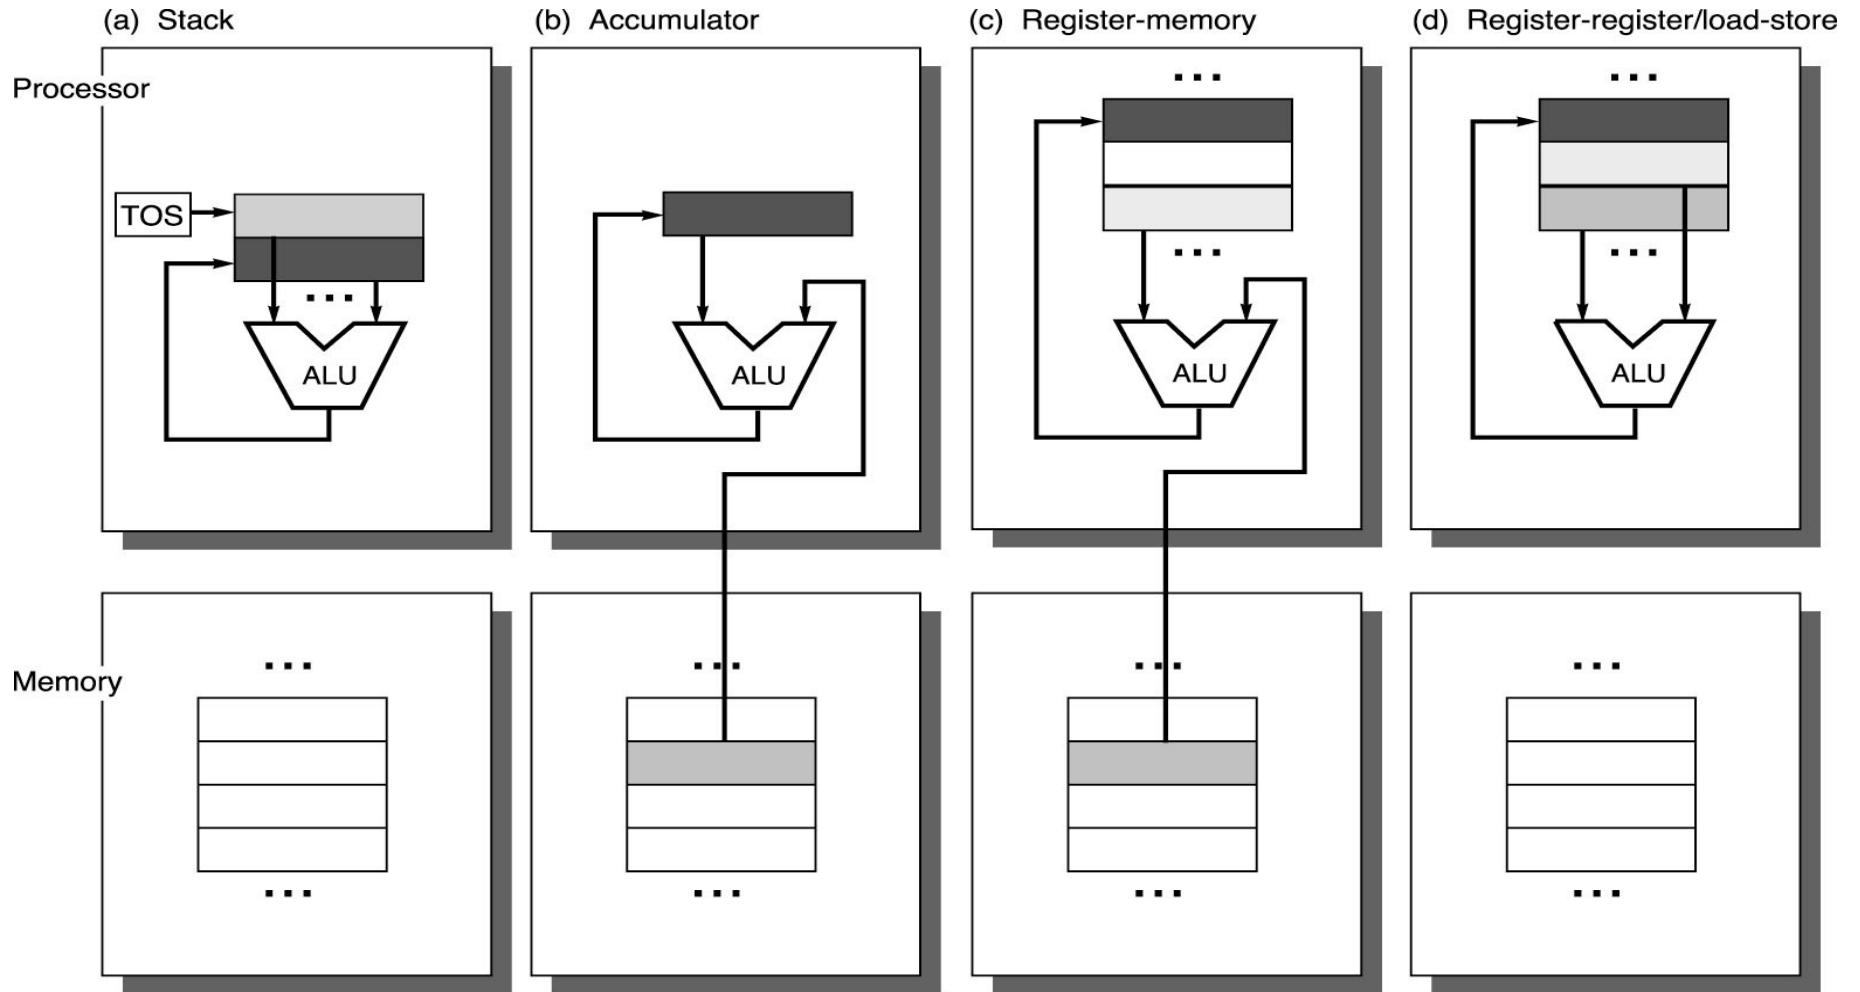 (a) Stack
(b) Accumulator
(c) Register-memory
(d) Register-register/load-store
Processor
TOS
...
...
...
...
...
ALU
ALU
ALU
ALU
Memory
...
...
...
...
...
...
...
...